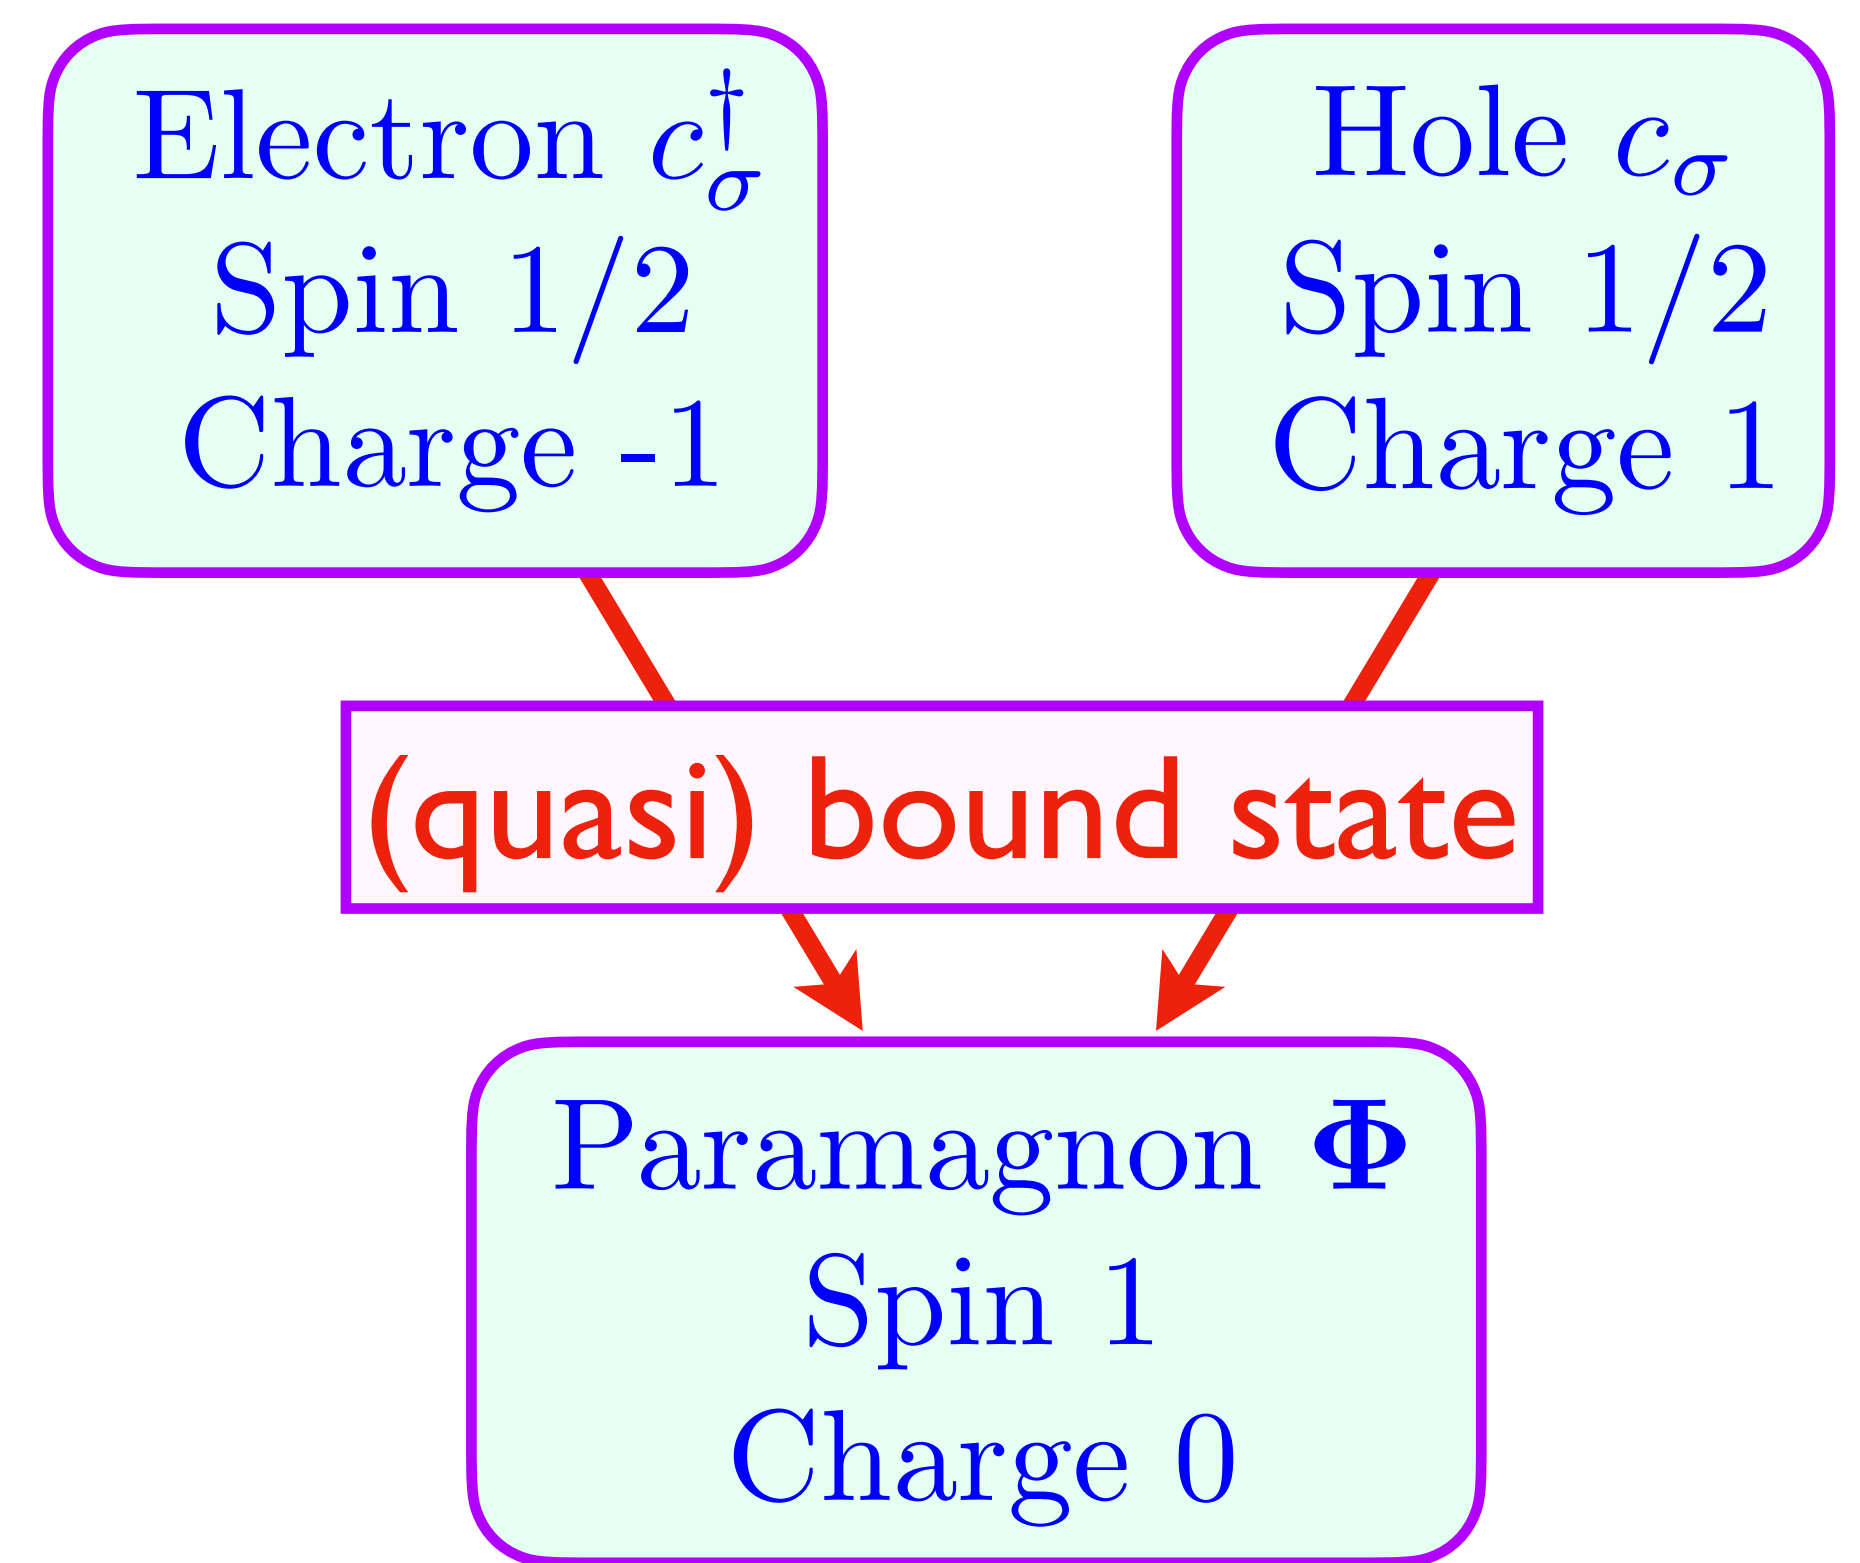 Electron $c_\sigma^\dagger$
Spin 1/2
Charge -1
Hole $c_\sigma$
Spin 1/2
Charge 1
(quasi) bound state
Paramagnon $\mathbf{\Phi}$
Spin 1
Charge 0